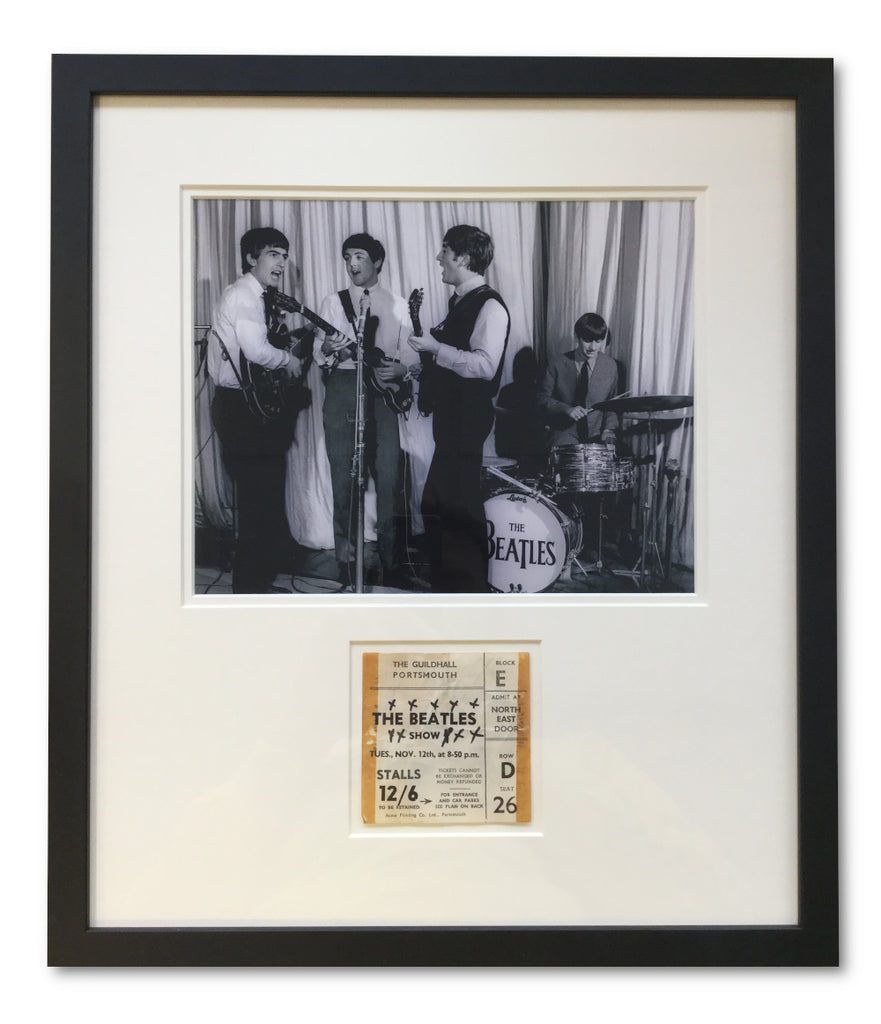 Ludwig
THE
BEATLES
THE GUILDHALL
PORTSMOUTH
THE BEATLES
SHOW
TUES., NOV. 12th, at 8-50 p.m.
STALLS
12/6
TO BE RETAINED
TICKETS CANNOT
BE EXCHANGED OR
MONEY REFUNDED
FOR ENTRANCE
AND CAR PARKS
SEE PLAN ON BACK
Acme Printing Co. Ltd., Portsmouth
BLOCK
E
ADMIT AT
NORTH
EAST
DOOR
ROW
D
SEAT
26